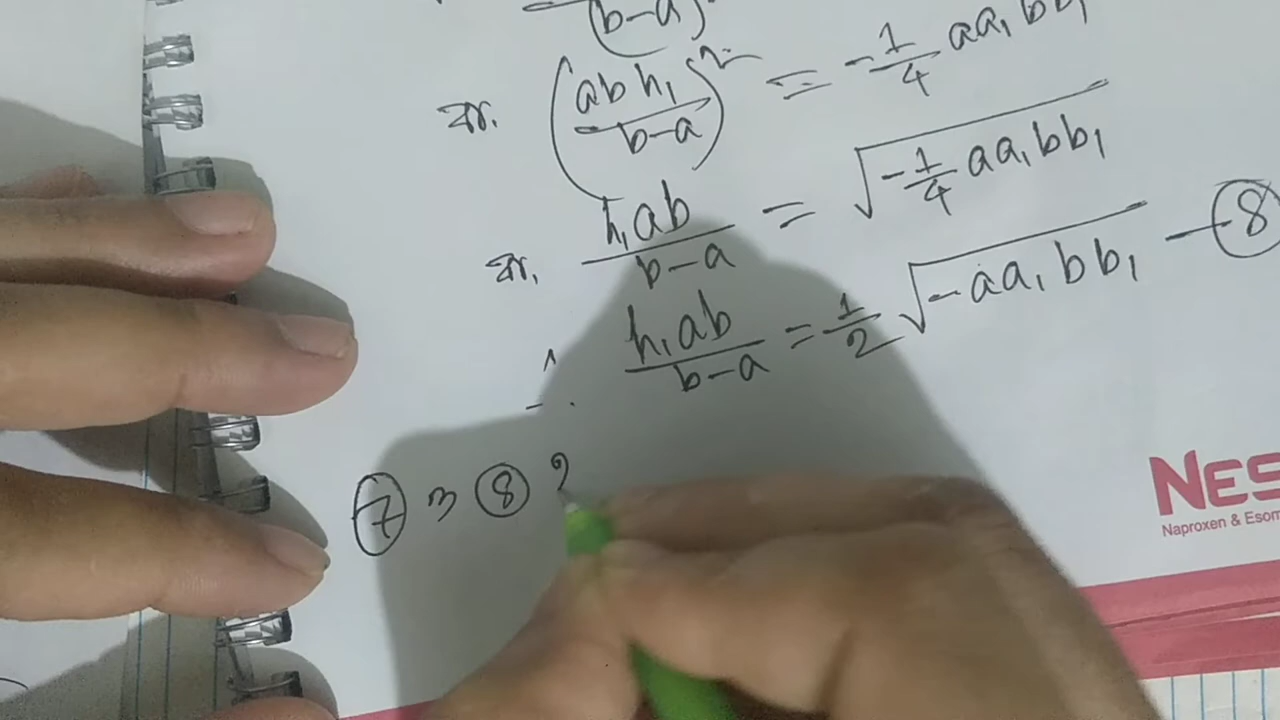 (b-a)²
বা. (abh₁/b-a)² = -1/4 aa₁bb₁
বা, h₁ab/b-a = √(-1/4 aa₁bb₁)
∴ h₁ab/b-a = 1/2 √(-aa₁bb₁) — ⑧
⑦ ও ⑧
NES
Naproxen & Esom